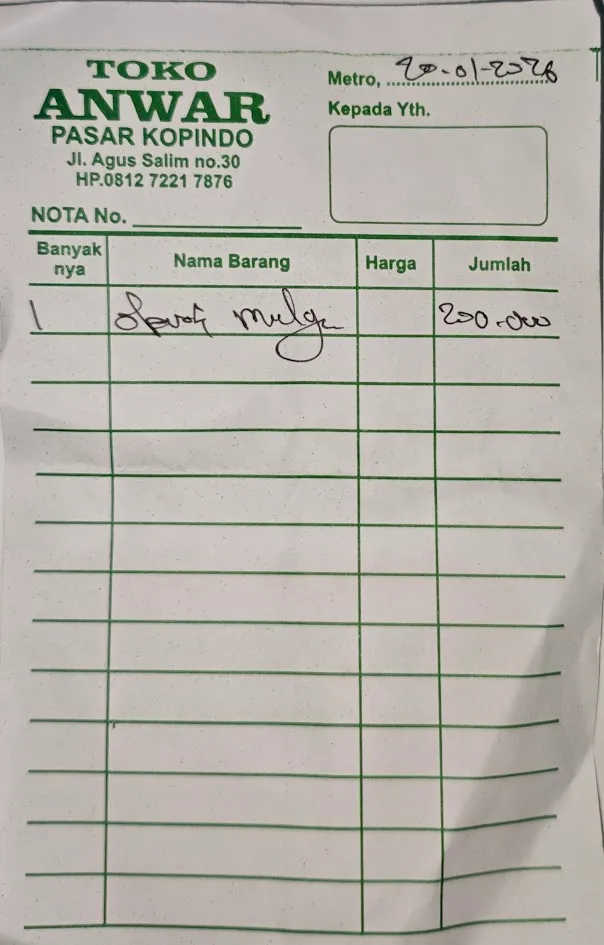 TOKO
ANWAR
PASAR KOPINDO
Jl. Agus Salim no.30
HP.0812 7221 7876
Metro, 20-01-2026
Kepada Yth.
NOTA No.
Banyak nya Nama Barang Harga Jumlah
1 200.000